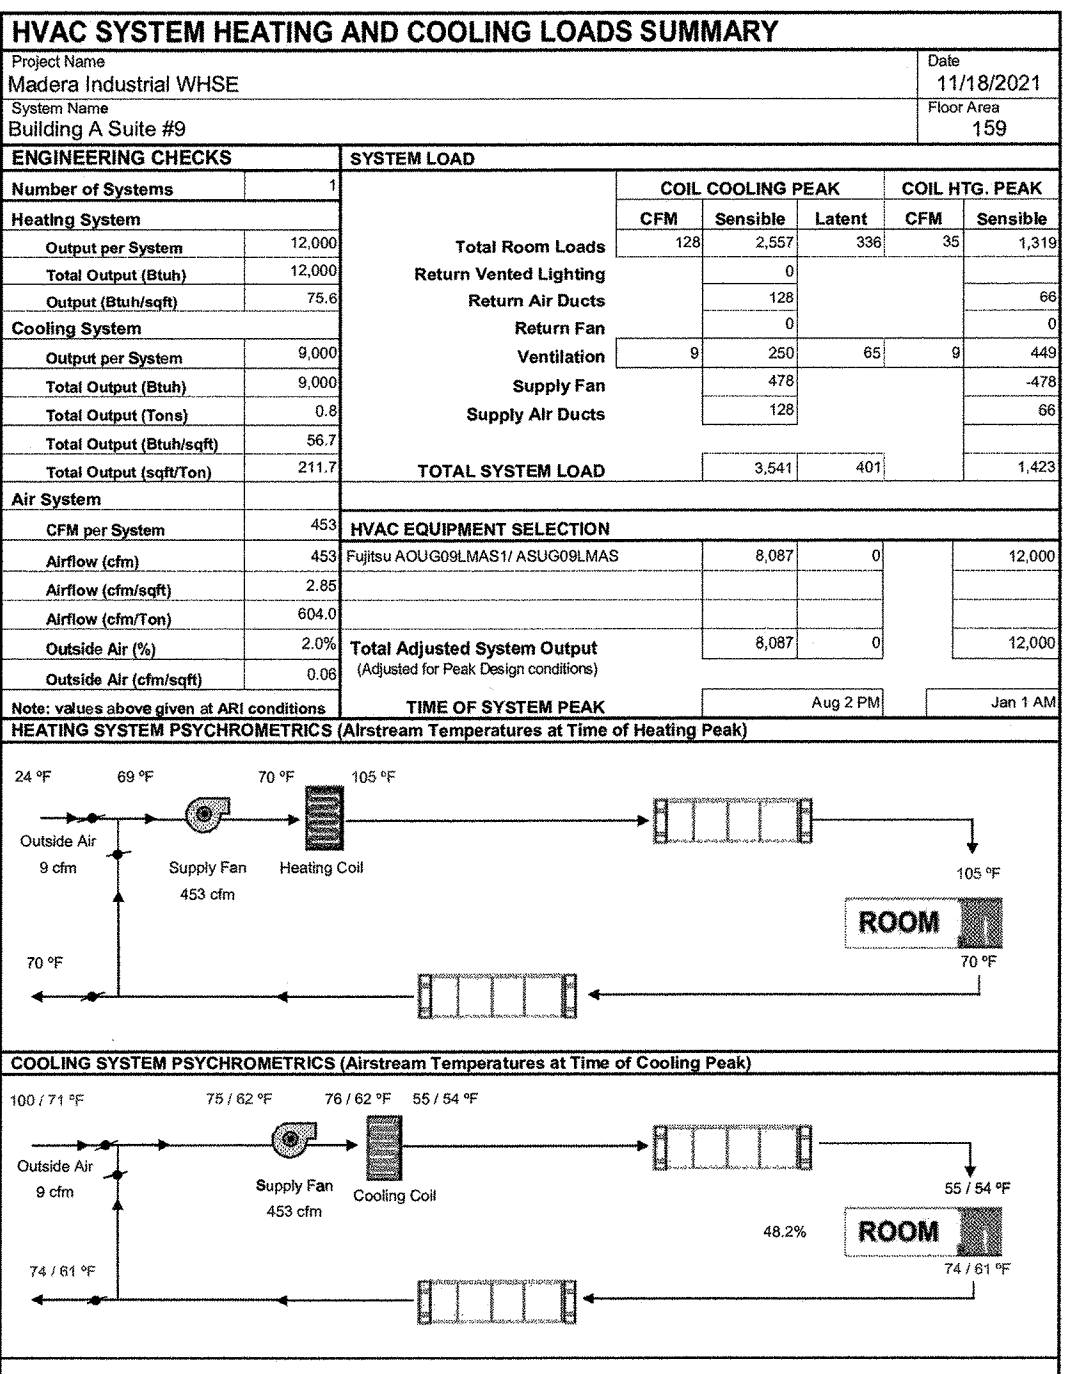 HVAC SYSTEM HEATING AND COOLING LOADS SUMMARY
Project Name
Madera Industrial WHSE
Date
11/18/2021
System Name
Building A Suite #9
Floor Area
159
ENGINEERING CHECKS
SYSTEM LOAD
Number of Systems 1
Heating System
Output per System 12,000
Total Output (Btuh) 12,000
Output (Btuh/sqft) 75.6
Cooling System
Output per System 9,000
Total Output (Btuh) 9,000
Total Output (Tons) 0.8
Total Output (Btuh/sqft) 56.7
Total Output (sqft/Ton) 211.7
Air System
CFM per System 453
Airflow (cfm) 453
Airflow (cfm/sqft) 2.85
Airflow (cfm/Ton) 604.0
Outside Air (%) 2.0%
Outside Air (cfm/sqft) 0.06
Note: values above given at ARI conditions
COIL COOLING PEAK COIL HTG. PEAK
CFM Sensible Latent CFM Sensible
Total Room Loads 128 2,557 336 35 1,319
Return Vented Lighting 0
Return Air Ducts 128 66
Return Fan 0 0
Ventilation 9 250 65 9 449
Supply Fan 478 -478
Supply Air Ducts 128 66
TOTAL SYSTEM LOAD 3,541 401 1,423
HVAC EQUIPMENT SELECTION
Fujitsu AOUG09LMAS1/ ASUG09LMAS 8,087 0 12,000
Total Adjusted System Output 8,087 0 12,000
(Adjusted for Peak Design conditions)
TIME OF SYSTEM PEAK Aug 2 PM Jan 1 AM
HEATING SYSTEM PSYCHROMETRICS (Airstream Temperatures at Time of Heating Peak)
24 ºF 69 ºF 70 ºF 105 ºF
Outside Air
9 cfm
Supply Fan
453 cfm
Heating Coil
105 ºF
ROOM
70 ºF
70 ºF
COOLING SYSTEM PSYCHROMETRICS (Airstream Temperatures at Time of Cooling Peak)
100 / 71 ºF 75 / 62 ºF 76 / 62 ºF 55 / 54 ºF
Outside Air
9 cfm
Supply Fan
453 cfm
Cooling Coil
55 / 54 ºF
48.2%
ROOM
74 / 61 ºF
74 / 61 ºF